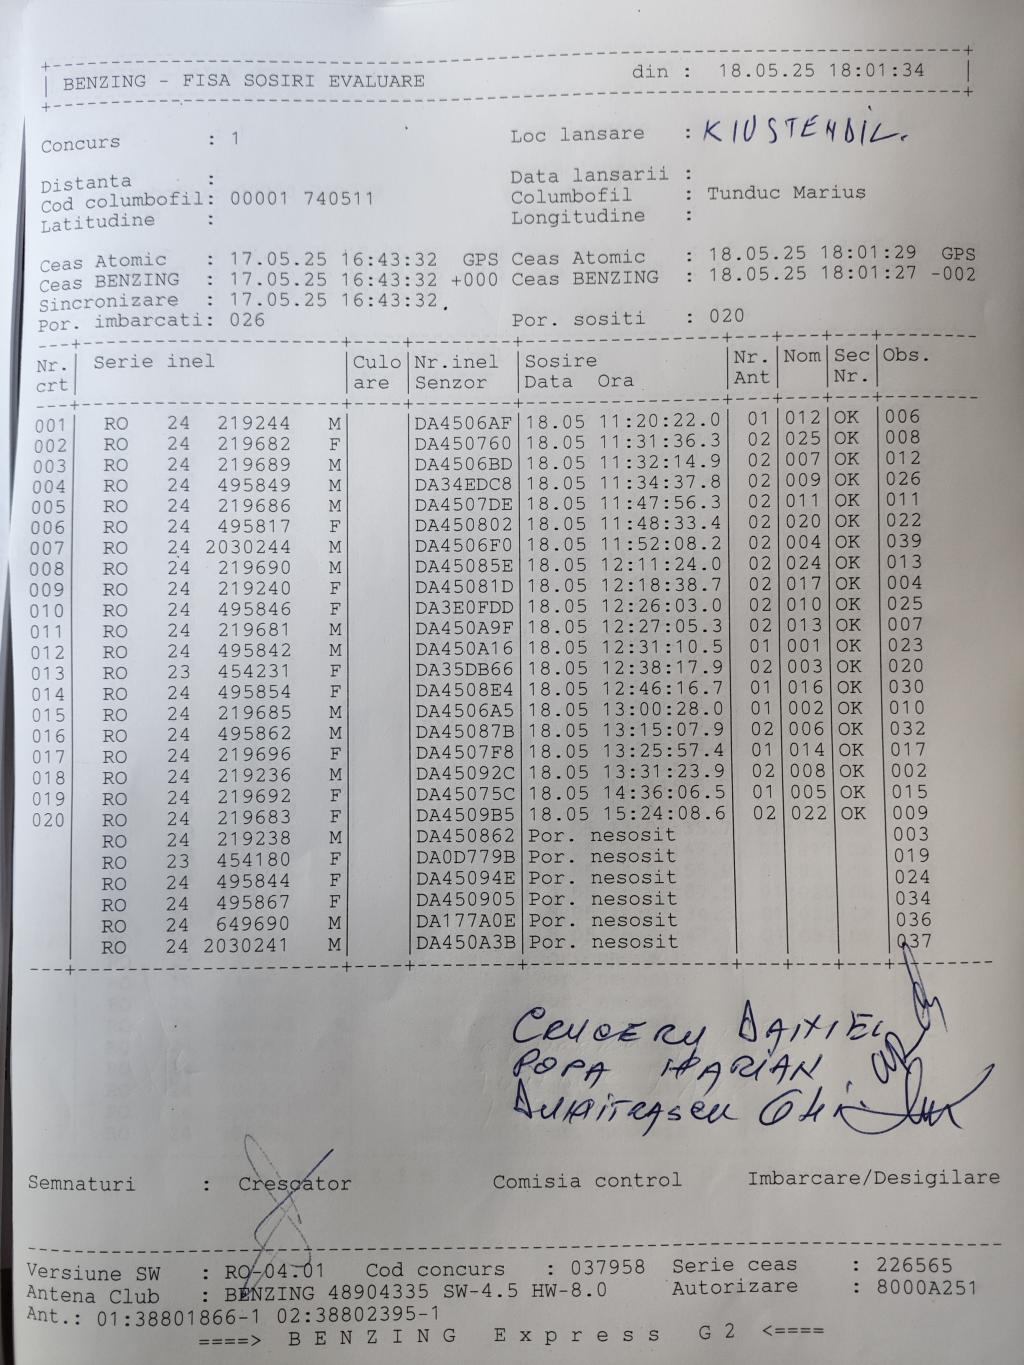 BENZING - FISA SOSIRI EVALUARE din : 18.05.25 18:01:34
Concurs : 1 Loc lansare : KIUSTENDIL.
Distanta : Data lansarii :
Cod columbofil: 00001 740511 Columbofil : Tunduc Marius
Latitudine : Longitudine :
Ceas Atomic : 17.05.25 16:43:32 GPS Ceas Atomic : 18.05.25 18:01:29 GPS
Ceas BENZING : 17.05.25 16:43:32 +000 Ceas BENZING : 18.05.25 18:01:27 -002
Sincronizare : 17.05.25 16:43:32
Por. imbarcati: 026 Por. sositi : 020
Nr. Serie inel Culo Nr.inel Sosire Nr. Nom Sec Obs.
crt are Senzor Data Ora Ant Nr.
001 RO 24 219244 M DA4506AF 18.05 11:20:22.0 01 012 OK 006
002 RO 24 219682 F DA450760 18.05 11:31:36.3 02 025 OK 008
003 RO 24 219689 M DA4506BD 18.05 11:32:14.9 02 007 OK 012
004 RO 24 495849 M DA34EDC8 18.05 11:34:37.8 02 009 OK 026
005 RO 24 219686 M DA4507DE 18.05 11:47:56.3 02 011 OK 011
006 RO 24 495817 F DA450802 18.05 11:48:33.4 02 020 OK 022
007 RO 24 2030244 M DA4506F0 18.05 11:52:08.2 02 004 OK 039
008 RO 24 219690 M DA45085E 18.05 12:11:24.0 02 024 OK 013
009 RO 24 219240 F DA45081D 18.05 12:18:38.7 02 017 OK 004
010 RO 24 495846 F DA3E0FDD 18.05 12:26:03.0 02 010 OK 025
011 RO 24 219681 M DA450A9F 18.05 12:27:05.3 02 013 OK 007
012 RO 24 495842 M DA450A16 18.05 12:31:10.5 01 001 OK 023
013 RO 23 454231 F DA35DB66 18.05 12:38:17.9 02 003 OK 020
014 RO 24 495854 F DA4508E4 18.05 12:46:16.7 01 016 OK 030
015 RO 24 219685 M DA4506A5 18.05 13:00:28.0 01 002 OK 010
016 RO 24 495862 M DA45087B 18.05 13:15:07.9 02 006 OK 032
017 RO 24 219696 F DA4507F8 18.05 13:25:57.4 01 014 OK 017
018 RO 24 219236 M DA45092C 18.05 13:31:23.9 02 008 OK 002
019 RO 24 219692 F DA45075C 18.05 14:36:06.5 01 005 OK 015
020 RO 24 219683 F DA4509B5 18.05 15:24:08.6 02 022 OK 009
RO 24 219238 M DA450862 Por. nesosit 003
RO 23 454180 F DA0D779B Por. nesosit 019
RO 24 495844 F DA45094E Por. nesosit 024
RO 24 495867 F DA450905 Por. nesosit 034
RO 24 649690 M DA177A0E Por. nesosit 036
RO 24 2030241 M DA450A3B Por. nesosit 037
POPA MARIAN
Semnaturi : Crescator Comisia control Imbarcare/Desigilare
Versiune SW : RO-04.01 Cod concurs : 037958 Serie ceas : 226565
Antena Club : BENZING 48904335 SW-4.5 HW-8.0 Autorizare : 8000A251
Ant.: 01:38801866-1 02:38802395-1
====> BENZING Express G2 <====